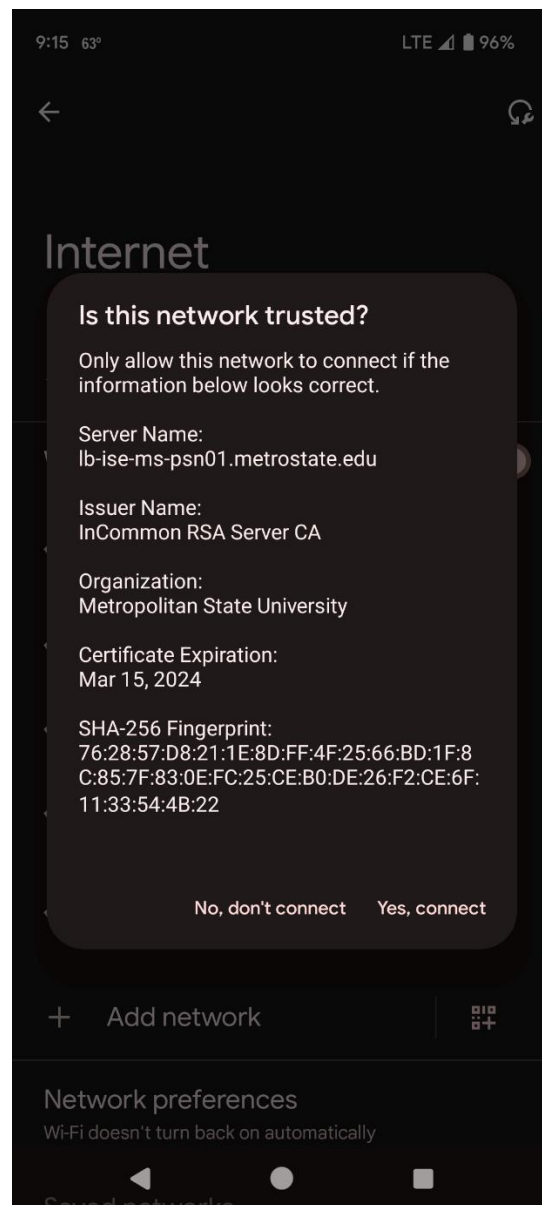 9:15 63° LTE 96%
Internet
Is this network trusted?
Only allow this network to connect if the
information below looks correct.
Server Name:
lb-ise-ms-psn01.metrostate.edu
Issuer Name:
InCommon RSA Server CA
Organization:
Metropolitan State University
Certificate Expiration:
Mar 15, 2024
SHA-256 Fingerprint:
76:28:57:D8:21:1E:8D:FF:4F:25:66:BD:1F:8
C:85:7F:83:0E:FC:25:CE:B0:DE:26:F2:CE:6F:
11:33:54:4B:22
No, don't connect Yes, connect
+ Add network
Network preferences
Wi-Fi doesn't turn back on automatically
Saved networks